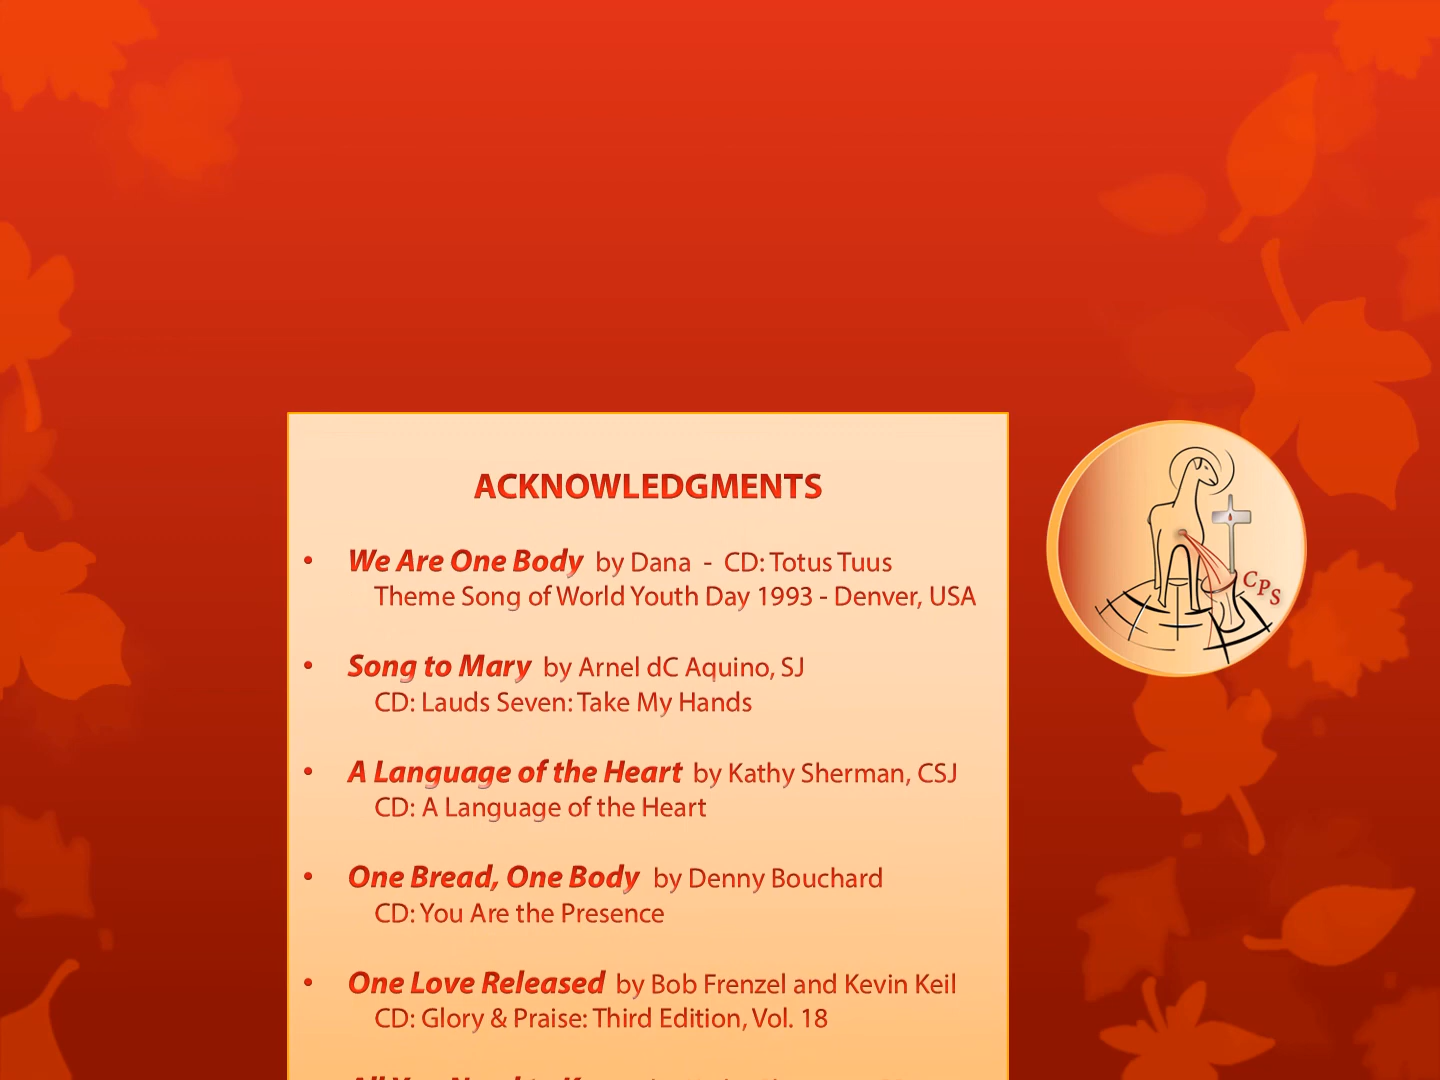 ACKNOWLEDGMENTS
• We Are One Body by Dana - CD: Totus Tuus
Theme Song of World Youth Day 1993 - Denver, USA
• Song to Mary by Arnel dC Aquino, SJ
CD: Lauds Seven: Take My Hands
• A Language of the Heart by Kathy Sherman, CSJ
CD: A Language of the Heart
• One Bread, One Body by Denny Bouchard
CD: You Are the Presence
• One Love Released by Bob Frenzel and Kevin Keil
CD: Glory & Praise: Third Edition, Vol. 18
CPS